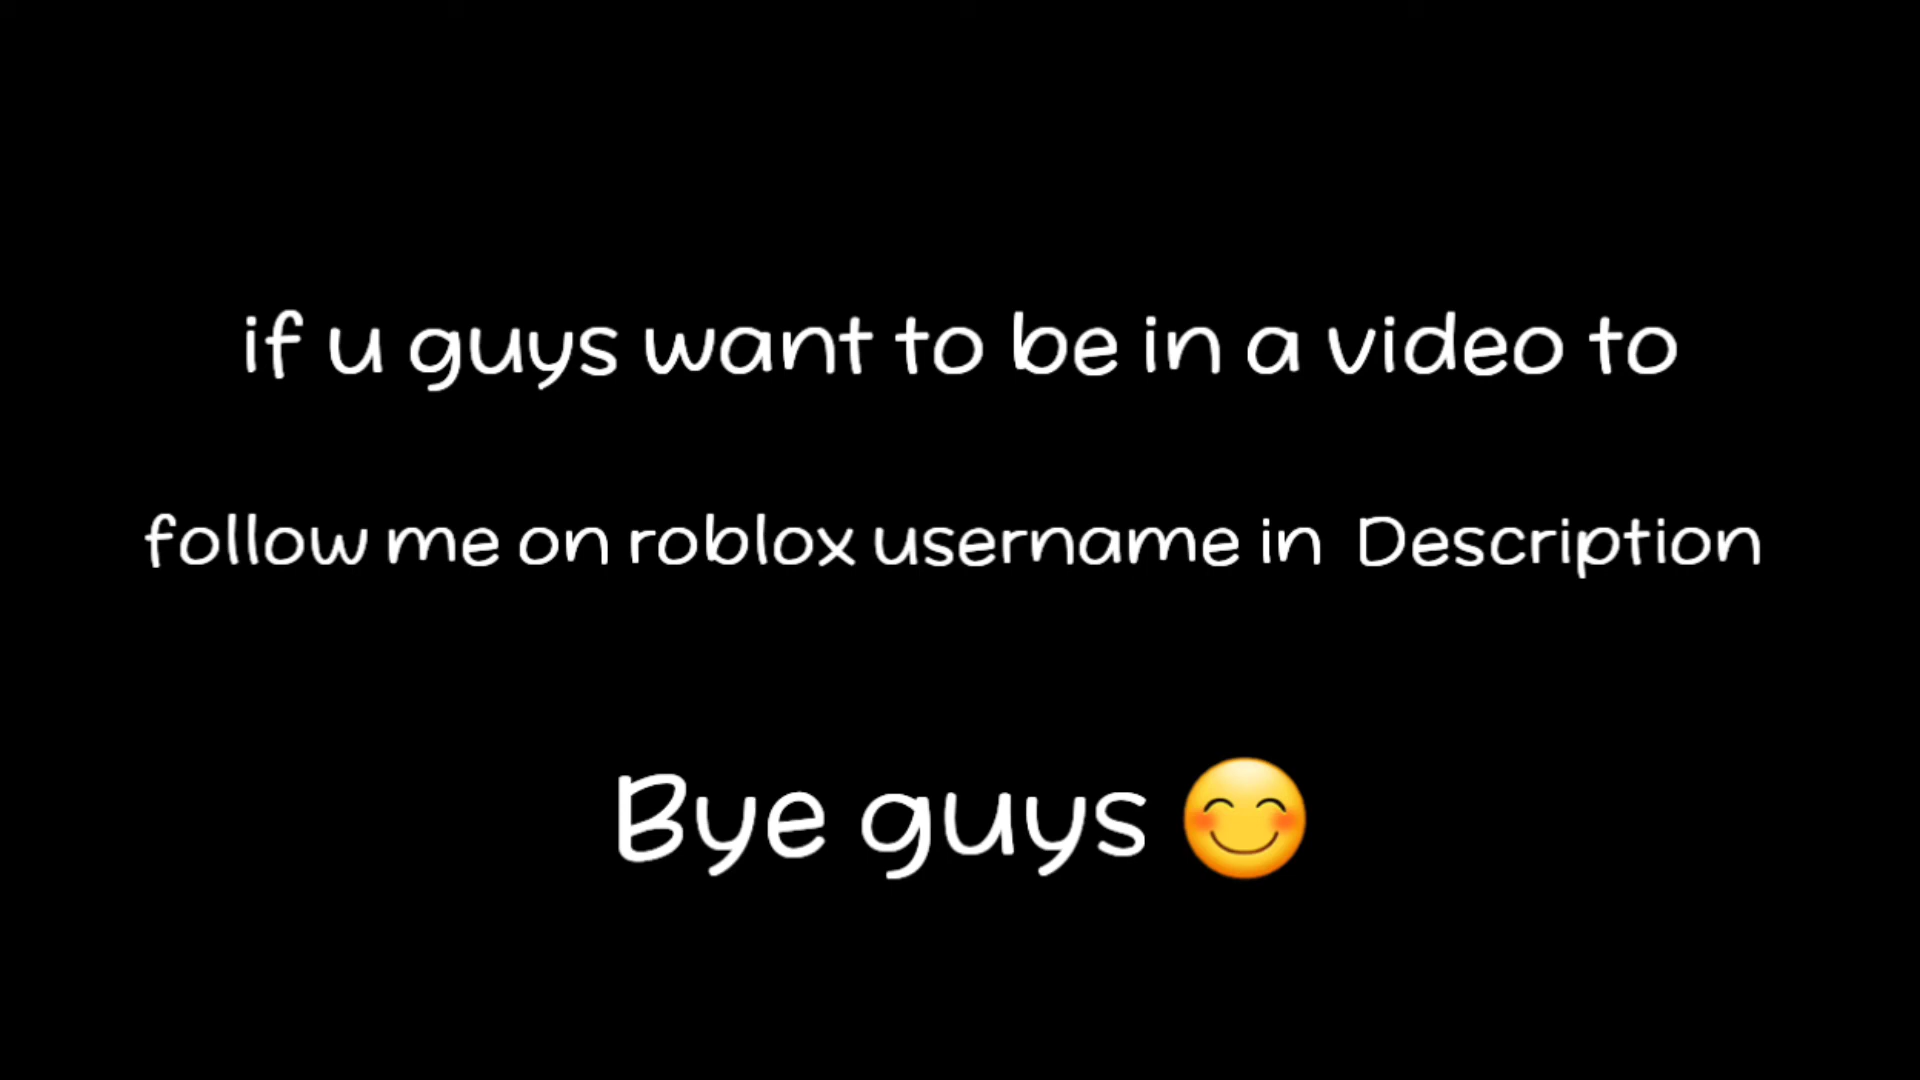 if u guys want to be in a video to
follow me on roblox username in  Description
Bye guys 😊